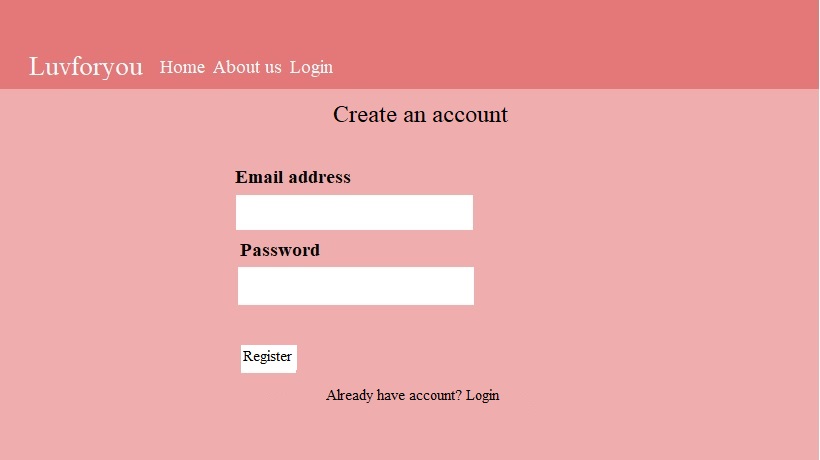 Luvforyou Home About us Login
Create an account
Email address
Password
Register
Already have account? Login